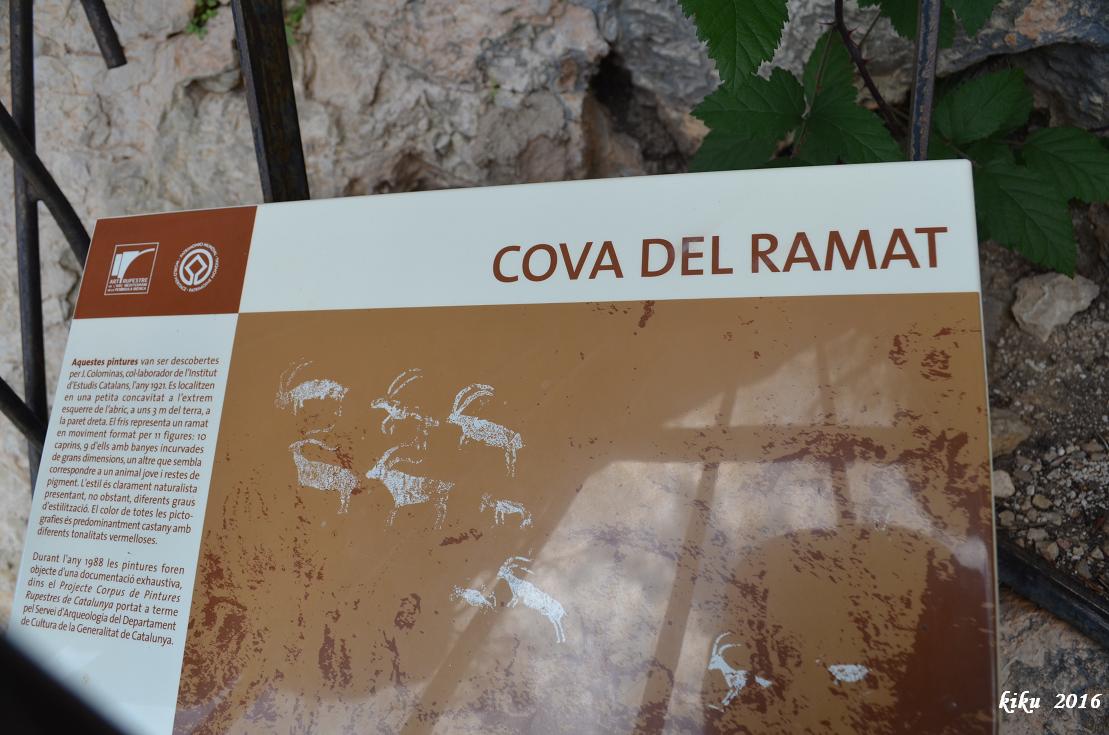 COVA DEL RAMAT
ART RUPESTRE
Aquestes pintures van ser descobertes
per J. Colominas, col·laborador de l'Institut
d'Estudis Catalans, l'any 1921. Es localitzen
en una petita concavitat a l'extrem
esquerre de l'abric, a uns 3 m del terra, a
la paret dreta. El fris representa un ramat
en moviment format per 11 figures: 10
caprins, 9 d'ells amb banyes incurvades
de grans dimensions, un altre que sembla
correspondre a un animal jove i restes de
pigment. L'estil és clarament naturalista
presentant, no obstant, diferents graus
d'estilització. El color de totes les picto-
grafies és predominantment castany amb
diferents tonalitats vermelloses.
Durant l'any 1988 les pintures foren
objecte d'una documentació exhaustiva,
dins el Projecte Corpus de Pintures
Rupestres de Catalunya portat a terme
pel Servei d'Arqueologia del Departament
de Cultura de la Generalitat de Catalunya.
kiku 2016